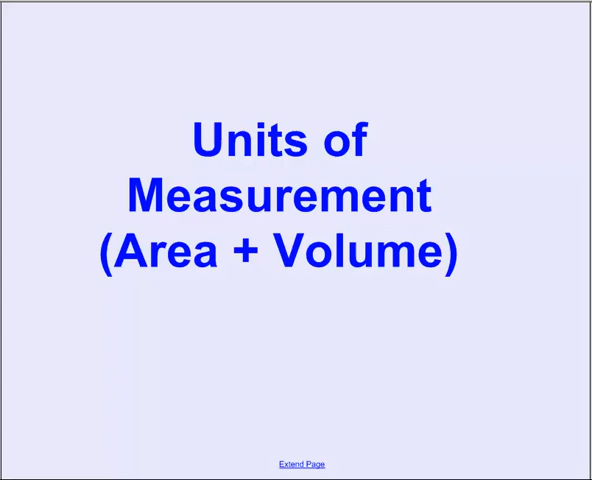 Units of
Measurement
(Area + Volume)
Extend Page